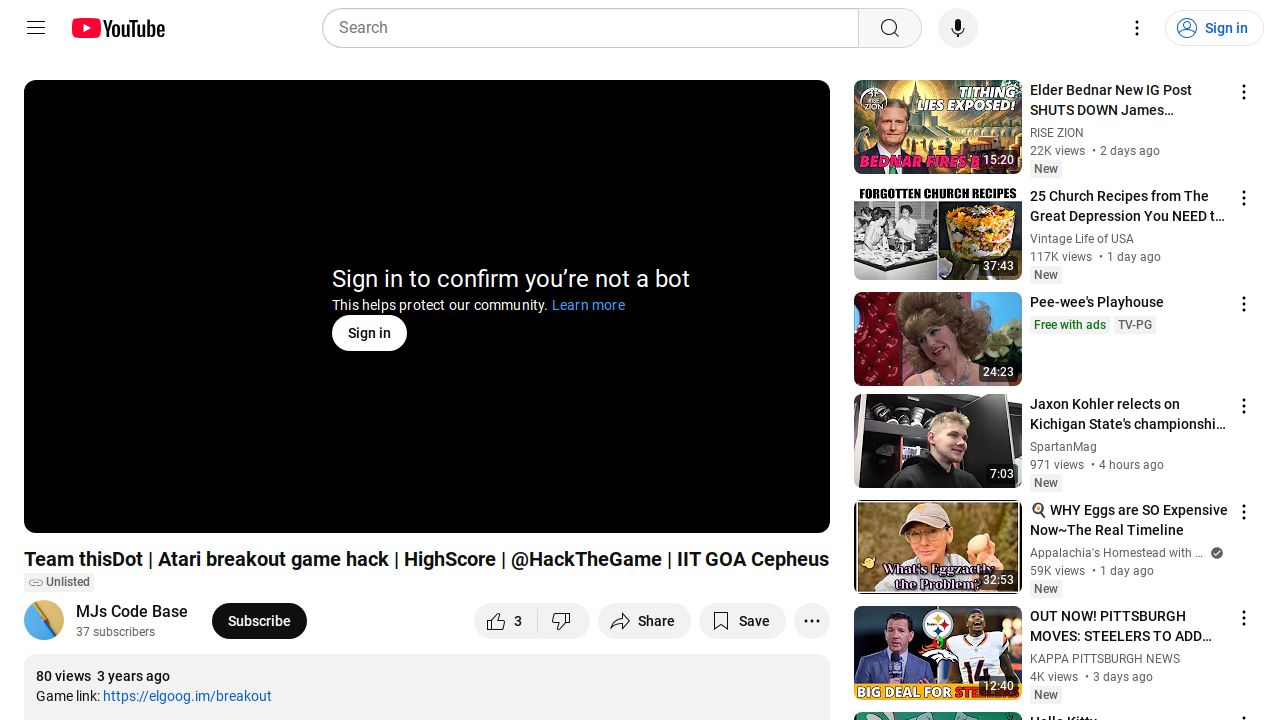 YouTube
Search
Sign in
Sign in to confirm you’re not a bot
This helps protect our community. Learn more
Sign in
Team thisDot | Atari breakout game hack | HighScore | @HackTheGame | IIT GOA Cepheus
Unlisted
MJs Code Base
37 subscribers
Subscribe
3
Share
Save
80 views 3 years ago
Game link: https://elgoog.im/breakout
RISE ZION
TITHING
LIES EXPOSED!
BEDNAR FIRES B
15:20
Elder Bednar New IG Post
SHUTS DOWN James…
RISE ZION
22K views • 2 days ago
New
FORGOTTEN CHURCH RECIPES
37:43
25 Church Recipes from The
Great Depression You NEED t…
Vintage Life of USA
117K views • 1 day ago
New
24:23
Pee-wee's Playhouse
Free with ads
TV-PG
7:03
Jaxon Kohler relects on
Kichigan State's championshi…
SpartanMag
971 views • 4 hours ago
New
What's Eggzactly
the Problem?
32:53
🍳 WHY Eggs are SO Expensive
Now~The Real Timeline
Appalachia's Homestead with …
59K views • 1 day ago
New
Steelers
14
BIG DEAL FOR STEELERS
12:40
OUT NOW! PITTSBURGH
MOVES: STEELERS TO ADD…
KAPPA PITTSBURGH NEWS
4K views • 3 days ago
New
Hello Kitty